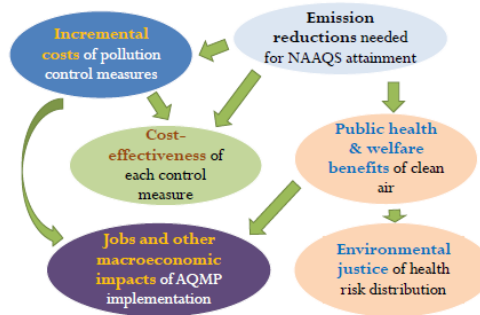 Incremental
costs of pollution
control measures
Emission
reductions needed
for NAAQS attainment
Cost-
effectiveness of
each control
measure
Public health
& welfare
benefits of clean
air
Jobs and other
macroeconomic
impacts of AQMP
implementation
Environmental
justice of health
risk distribution